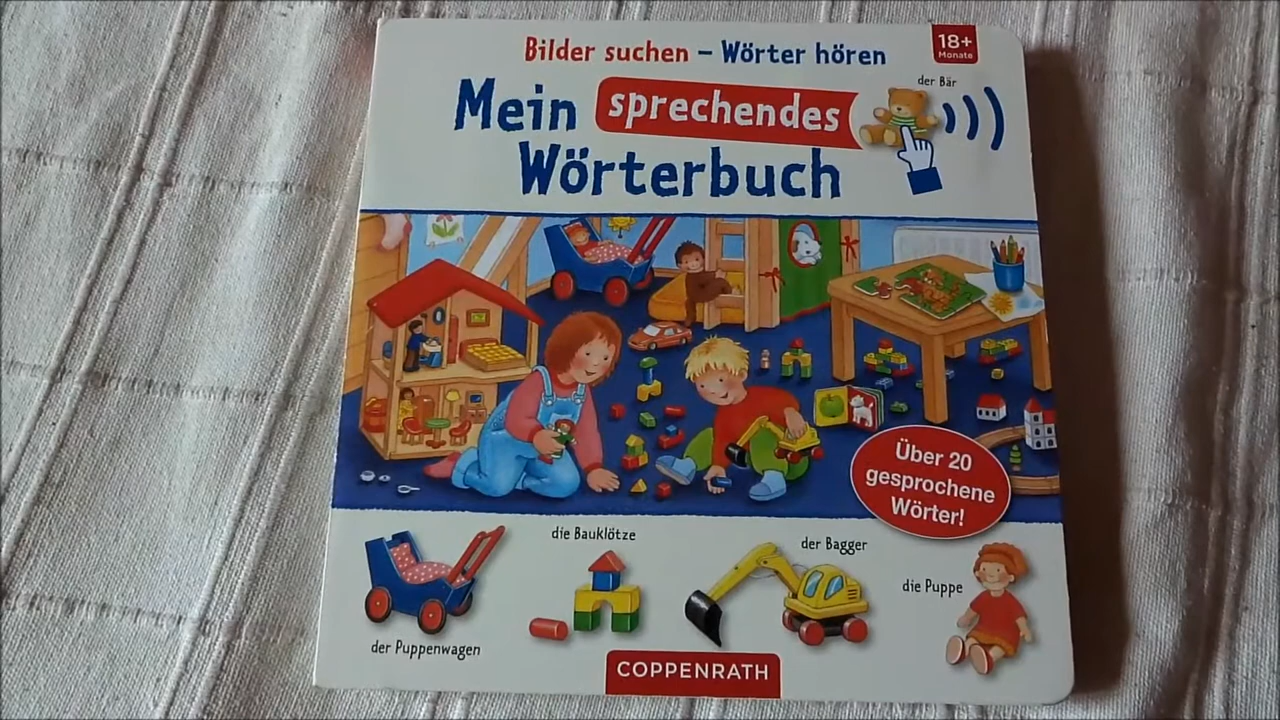 Bilder suchen – Wörter hören
18+
Monate
der Bär
Mein sprechendes
Wörterbuch
Über 20
gesprochene
Wörter!
die Bauklötze
der Bagger
die Puppe
der Puppenwagen
COPPENRATH